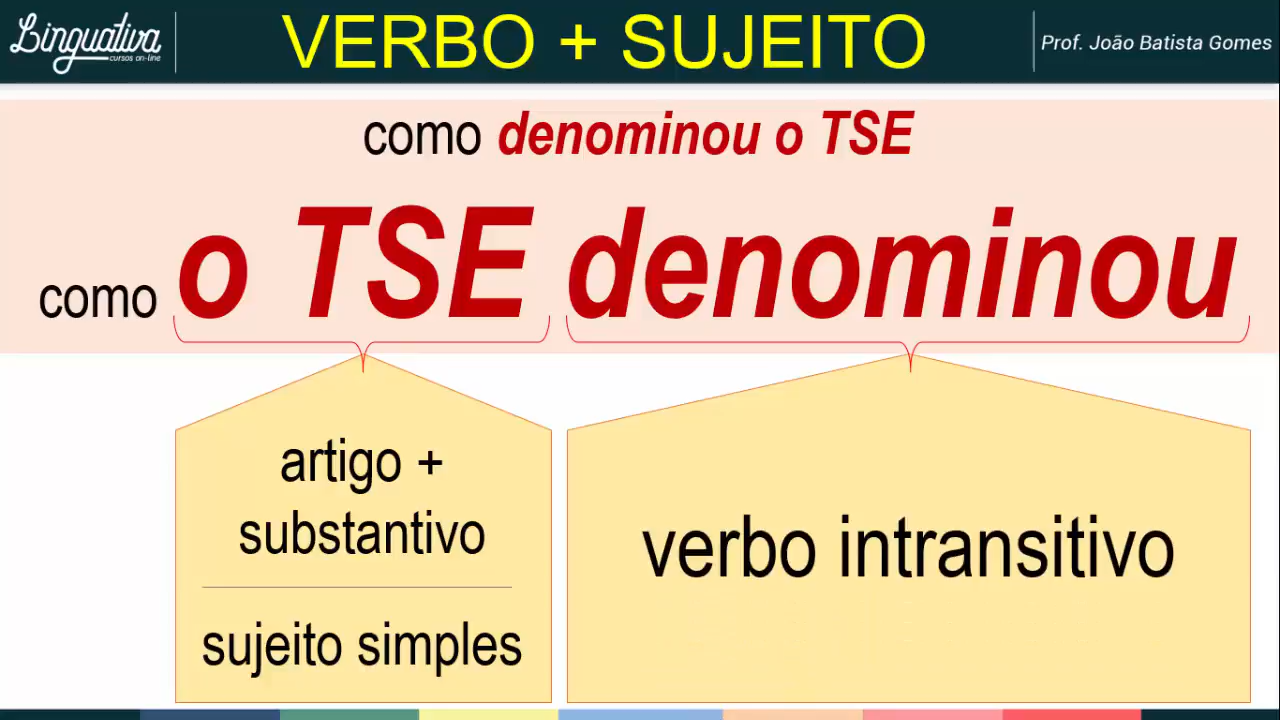 Linguativa
cursos on-line
VERBO + SUJEITO
Prof. João Batista Gomes
como denominou o TSE
como o TSE denominou
artigo +
substantivo
sujeito simples
verbo intransitivo